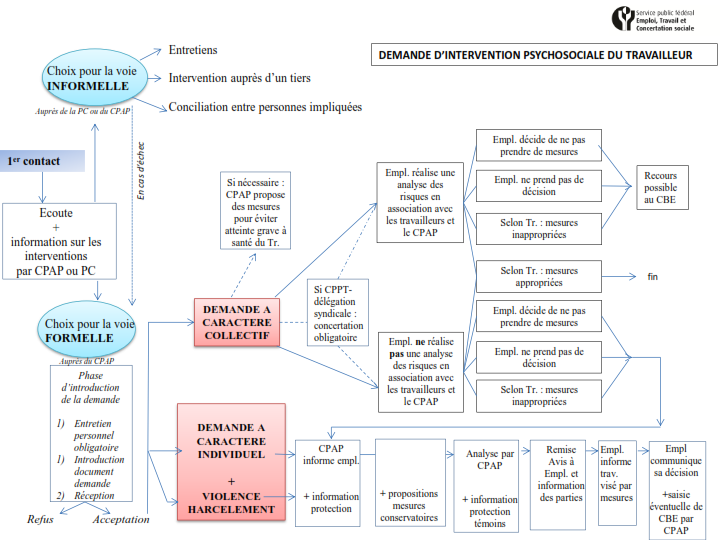 Service public fédéral
Emploi, Travail et
Concertation sociale
DEMANDE D'INTERVENTION PSYCHOSOCIALE DU TRAVAILLEUR
Entretiens
Choix pour la voie
INFORMELLE
Intervention auprès d'un tiers
Conciliation entre personnes impliquées
Auprès de la PC ou du CPAP
En cas d'échec
1er contact
Ecoute
+
information sur les
interventions
par CPAP ou PC
Choix pour la voie
FORMELLE
Auprès du CPAP
Phase
d'introduction
de la demande
1) Entretien
personnel
obligatoire
1) Introduction
document
demande
2) Réception
Refus
Acceptation
Si nécessaire :
CPAP propose
des mesures
pour éviter
atteinte grave à
santé du Tr.
DEMANDE A
CARACTERE
COLLECTIF
Si CPPT-
délégation
syndicale :
concertation
obligatoire
Empl. réalise une
analyse des
risques en
association avec
les travailleurs et
le CPAP
Empl. ne réalise
pas une analyse
des risques en
association avec
les travailleurs et
le CPAP
Empl. décide de ne pas
prendre de mesures
Empl. ne prend pas de
décision
Selon Tr. : mesures
inappropriées
Recours
possible
au CBE
Selon Tr. : mesures
appropriées
fin
Empl. décide de ne pas
prendre de mesures
Empl. ne prend pas de
décision
Selon Tr. : mesures
inappropriées
DEMANDE A
CARACTERE
INDIVIDUEL
+
VIOLENCE
HARCELEMENT
CPAP
informe empl.
+ information
protection
+ propositions
mesures
conservatoires
Analyse par
CPAP
+ information
protection
témoins
Remise
Avis à
Empl. et
information
des parties
Empl.
informe
trav.
visé par
mesures
Empl
communique
sa décision
+saisie
éventuelle de
CBE par
CPAP